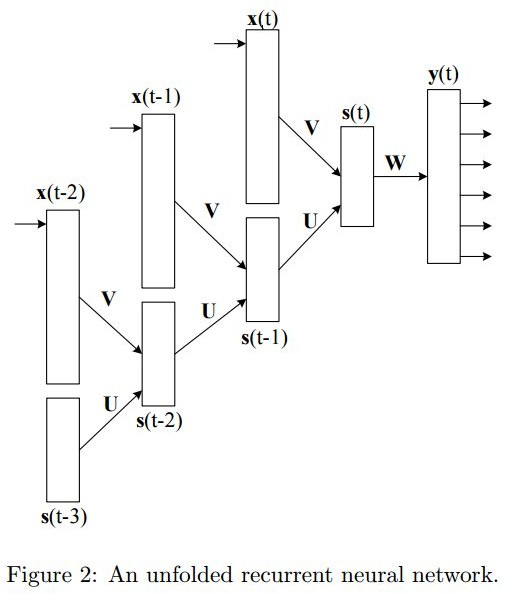 x(t)
y(t)
x(t-1)
s(t)
V
W
x(t-2)
V
U
V
U
s(t-1)
U
s(t-2)
s(t-3)
Figure 2: An unfolded recurrent neural network.